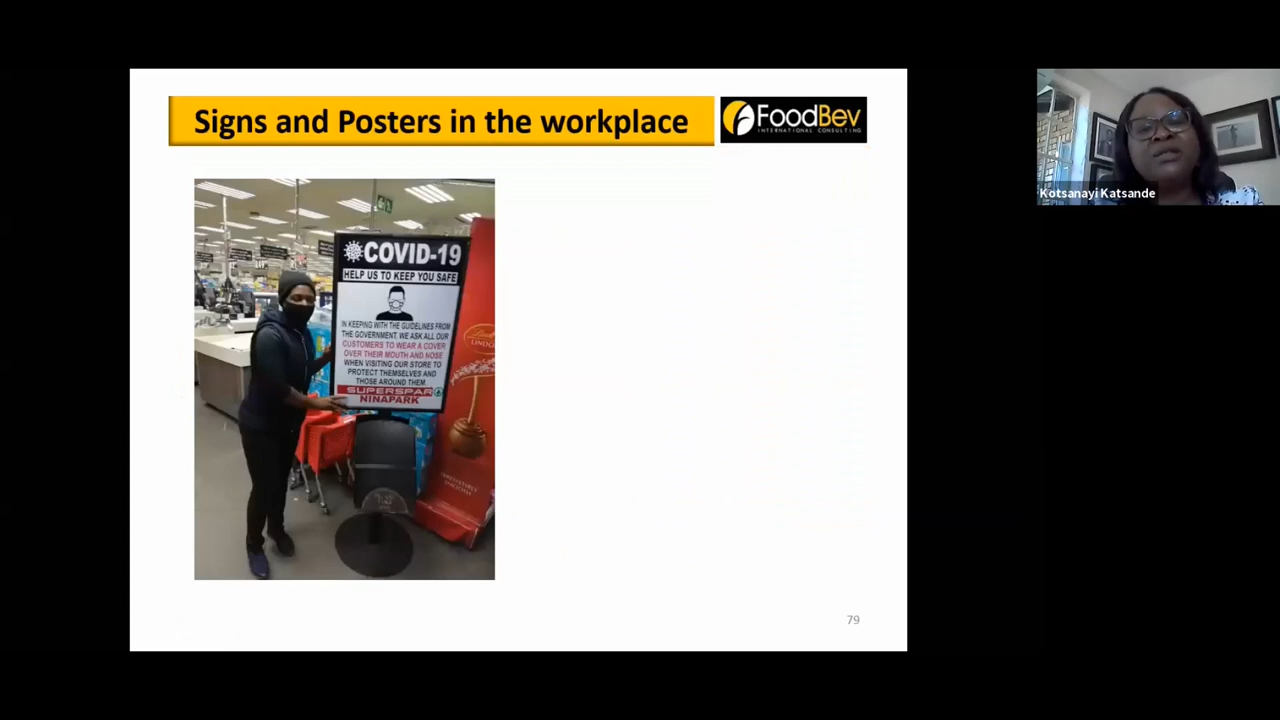 Signs and Posters in the workplace
FoodBev
INTERNATIONAL CONSULTING
Kotsanayi Katsande
COVID-19
HELP US TO KEEP YOU SAFE
IN KEEPING WITH THE GUIDELINES FROM
THE GOVERNMENT, WE ASK ALL OUR
CUSTOMERS TO WEAR A COVER
OVER THEIR MOUTH AND NOSE
WHEN VISITING OUR STORE TO
PROTECT THEMSELVES AND
THOSE AROUND THEM.
SUPERSPAR
NINAPARK
Lindt
LINDOR
79